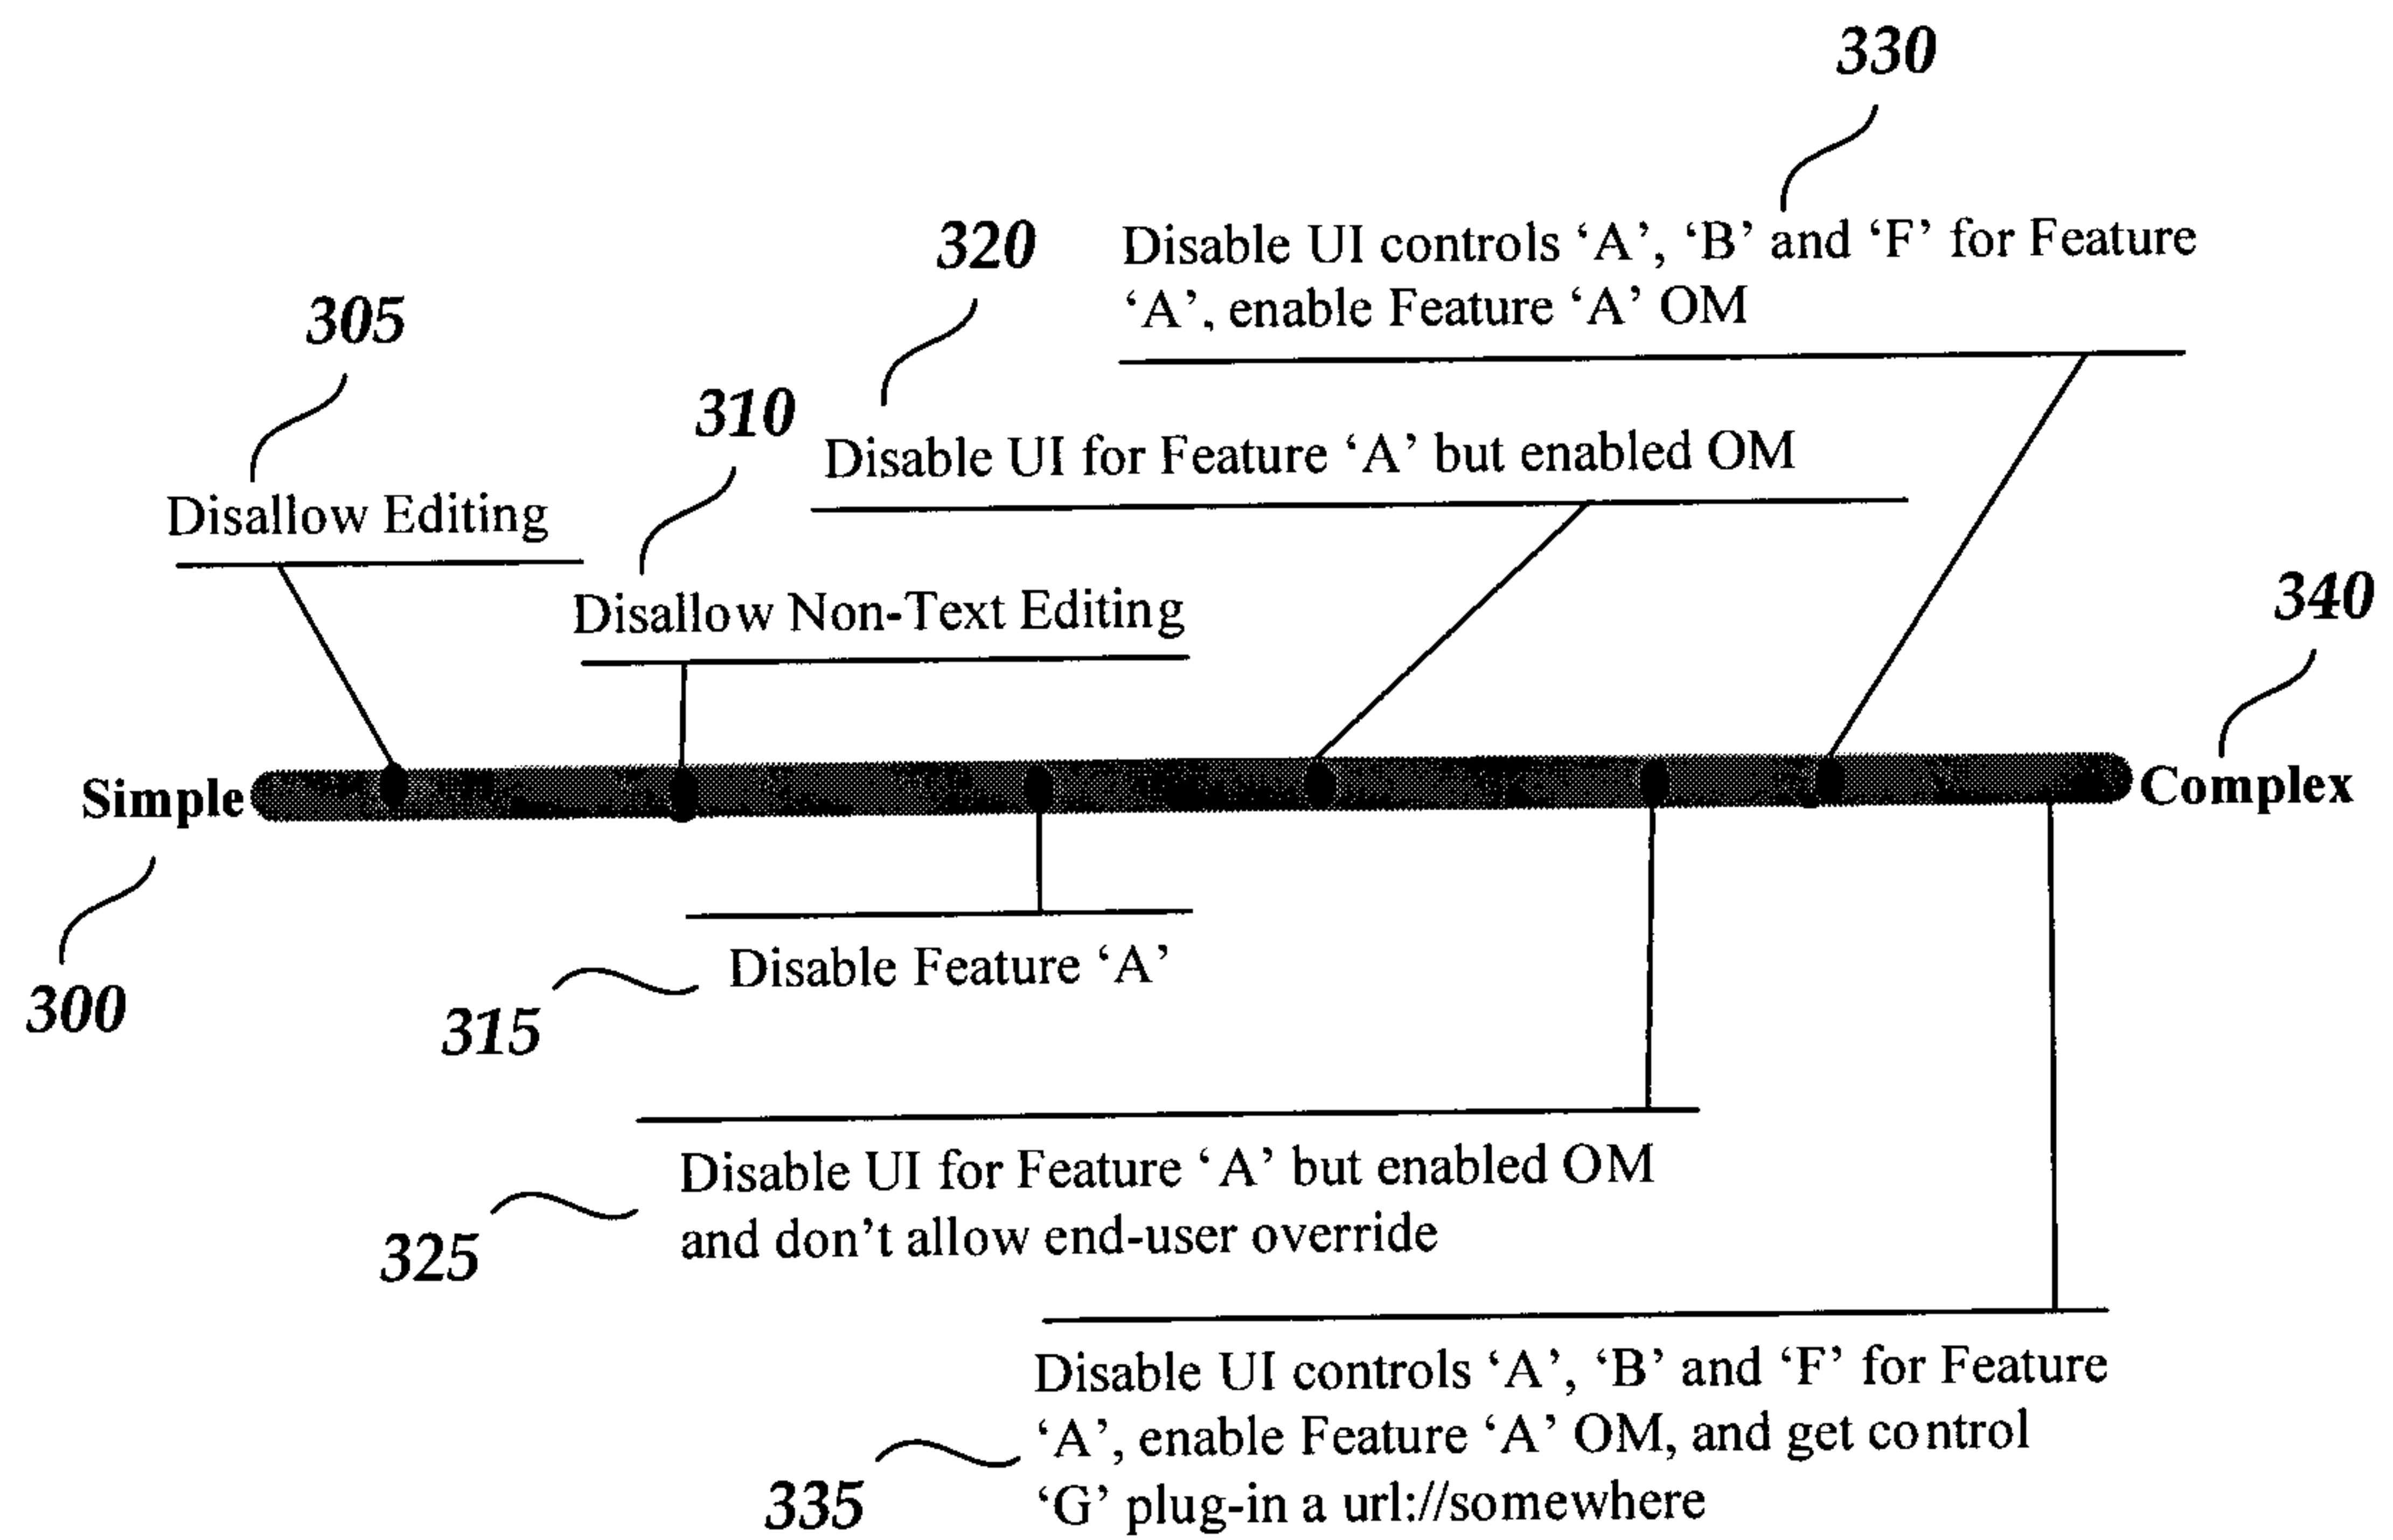 330
320
Disable UI controls ‘A’, ‘B’ and ‘F’ for Feature
‘A’, enable Feature ‘A’ OM
305
310
Disable UI for Feature ‘A’ but enabled OM
Disallow Editing
Disallow Non-Text Editing
340
Simple
Complex
300
Disable Feature ‘A’
315
Disable UI for Feature ‘A’ but enabled OM
and don’t allow end-user override
325
Disable UI controls ‘A’, ‘B’ and ‘F’ for Feature
‘A’, enable Feature ‘A’ OM, and get control
‘G’ plug-in a url://somewhere
335